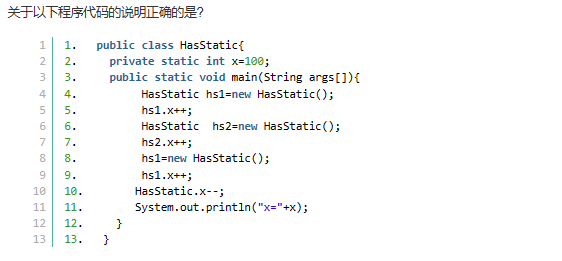 关于以下程序代码的说明正确的是?
1 1. public class HasStatic{
2 2. private static int x=100;
3 3. public static void main(String args[]){
4 4. HasStatic hs1=new HasStatic();
5 5. hs1.x++;
6 6. HasStatic  hs2=new HasStatic();
7 7. hs2.x++;
8 8. hs1=new HasStatic();
9 9. hs1.x++;
10 10. HasStatic.x--;
11 11. System.out.println("x="+x);
12 12. }
13 13. }